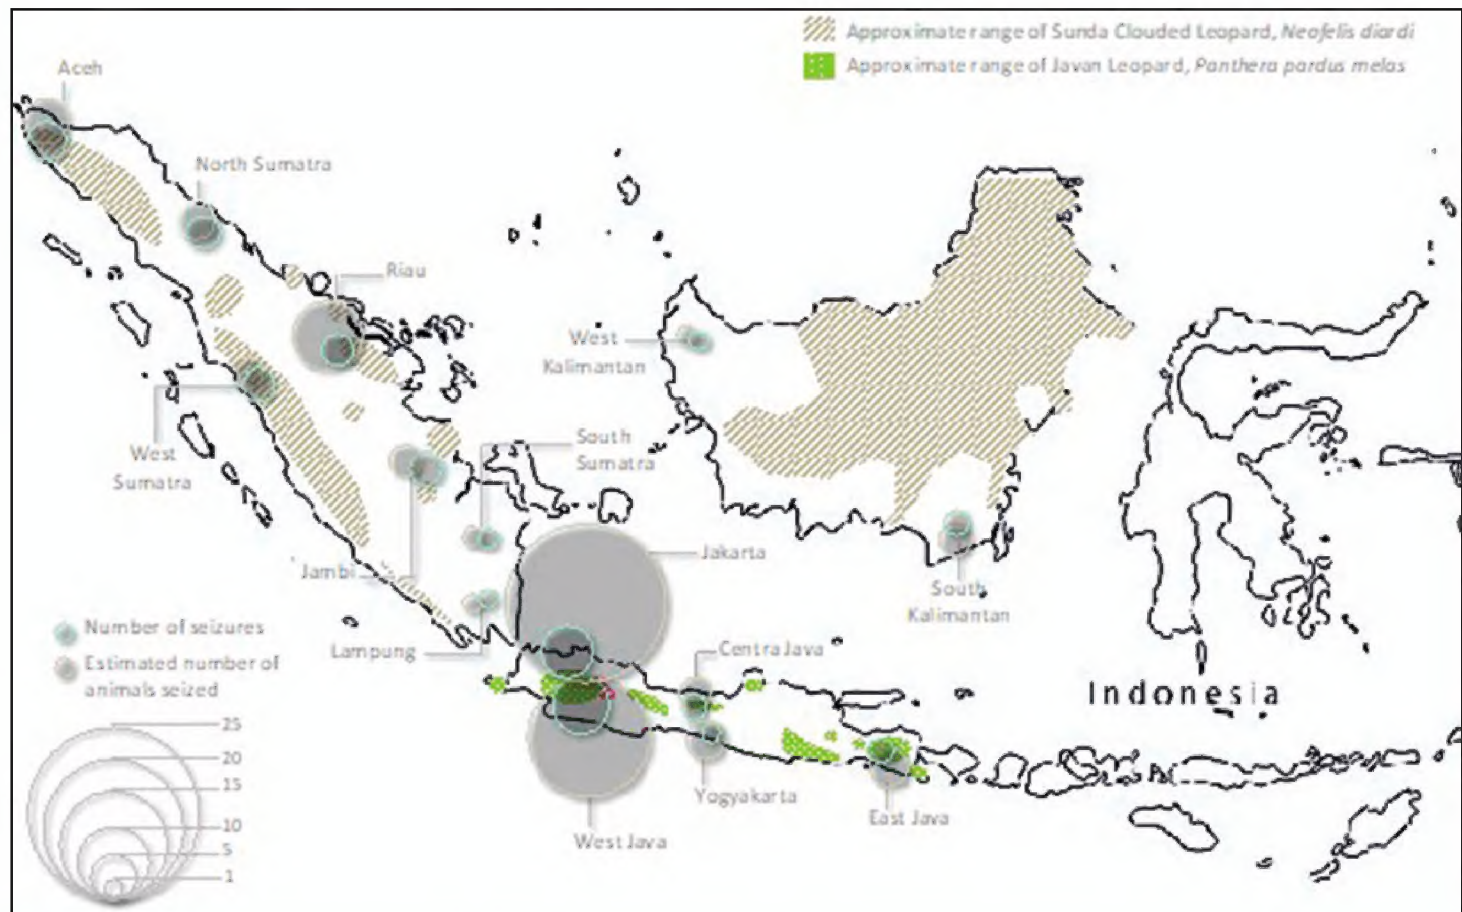 Approximate range of Sunda Clouded Leopard, Neofelis diardi
Approximate range of Javan Leopard, Panthera pardus melas
Aceh
North Sumatra
Riau
West
Kalimantan
West
Sumatra
South
Sumatra
Jakarta
Jambi
South
Kalimantan
Lampung
Centra Java
Indonesia
Yogyakarta
East Java
West Java
Number of seizures
Estimated number of
animals seized
25
20
15
10
5
1